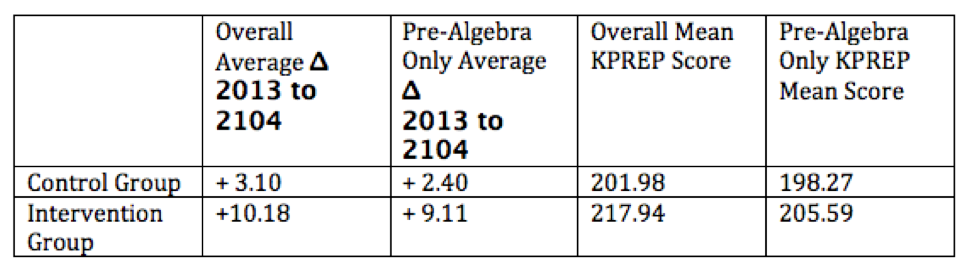 Overall
Average Δ
2013 to
2104
Pre-Algebra
Only Average
Δ
2013 to
2104
Overall Mean
KPREP Score
Pre-Algebra
Only KPREP
Mean Score
Control Group
+ 3.10
+ 2.40
201.98
198.27
Intervention
Group
+10.18
+ 9.11
217.94
205.59